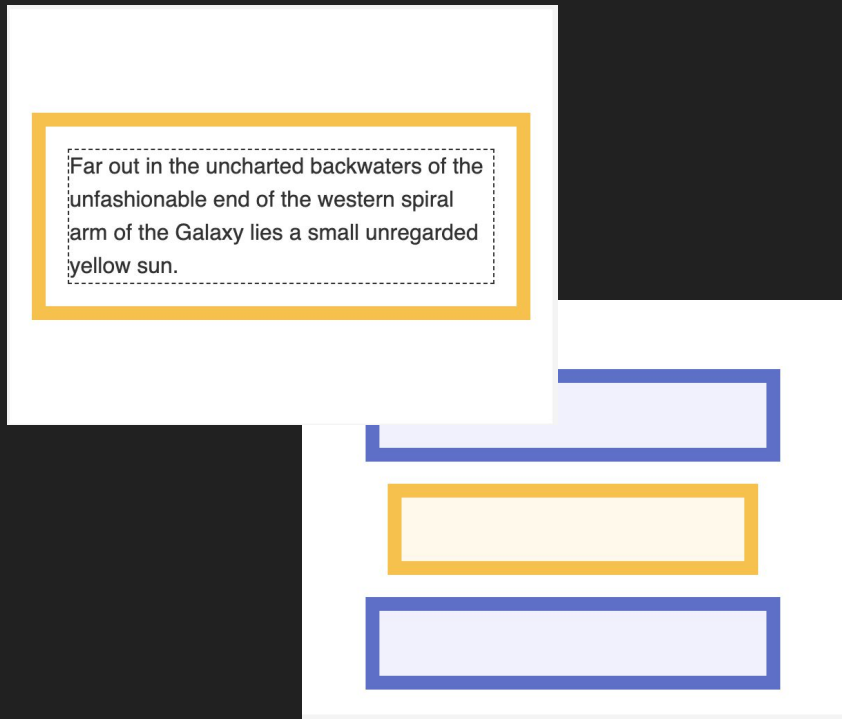 Far out in the uncharted backwaters of the
unfashionable end of the western spiral
arm of the Galaxy lies a small unregarded
yellow sun.